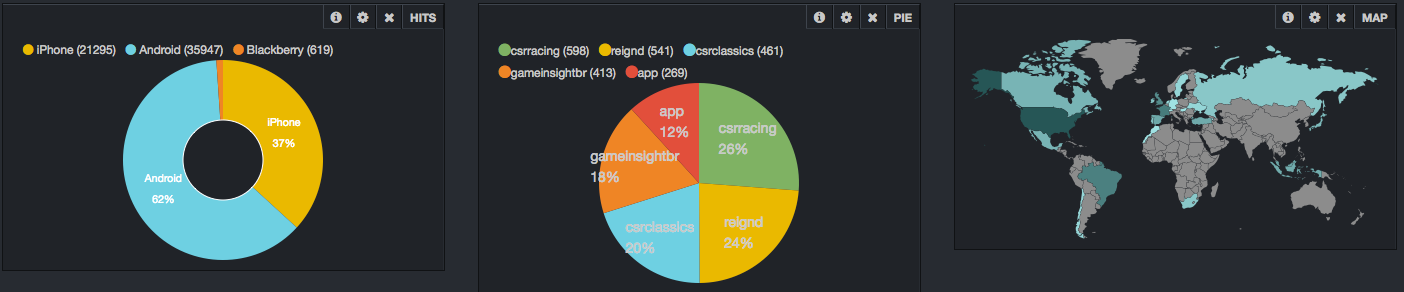 HITS
iPhone (21295) Android (35947) Blackberry (619)
iPhone
37%
Android
62%
PIE
csrracing (598) reignd (541) csrclassics (461)
gameinsightbr (413) app (269)
app
12%
csrracing
26%
gameinsightbr
18%
csrclassics
20%
reignd
24%
MAP